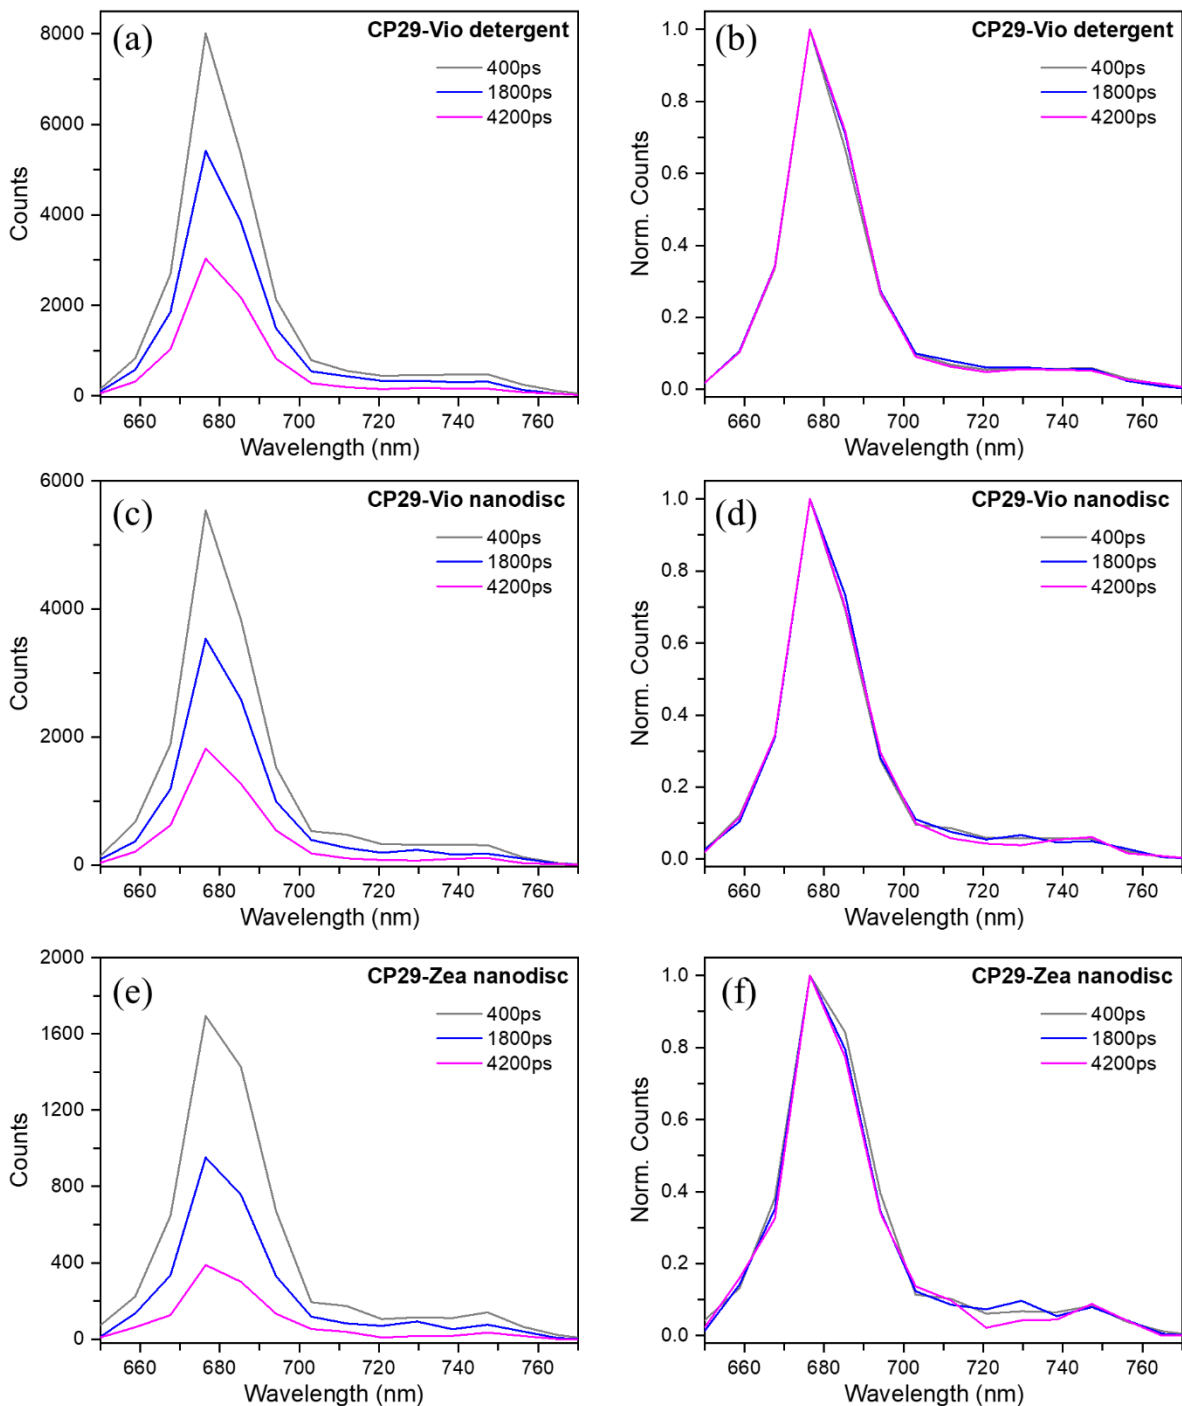 (a)
CP29-Vio detergent
400ps
1800ps
4200ps
8000
6000
4000
2000
0
Counts
660 680 700 720 740 760
Wavelength (nm)
(b)
CP29-Vio detergent
400ps
1800ps
4200ps
1.0
0.8
0.6
0.4
0.2
0.0
Norm. Counts
660 680 700 720 740 760
Wavelength (nm)
(c)
CP29-Vio nanodisc
400ps
1800ps
4200ps
6000
4000
2000
0
Counts
660 680 700 720 740 760
Wavelength (nm)
(d)
CP29-Vio nanodisc
400ps
1800ps
4200ps
1.0
0.8
0.6
0.4
0.2
0.0
Norm. Counts
660 680 700 720 740 760
Wavelength (nm)
(e)
CP29-Zea nanodisc
400ps
1800ps
4200ps
2000
1600
1200
800
400
0
Counts
660 680 700 720 740 760
Wavelength (nm)
(f)
CP29-Zea nanodisc
400ps
1800ps
4200ps
1.0
0.8
0.6
0.4
0.2
0.0
Norm. Counts
660 680 700 720 740 760
Wavelength (nm)